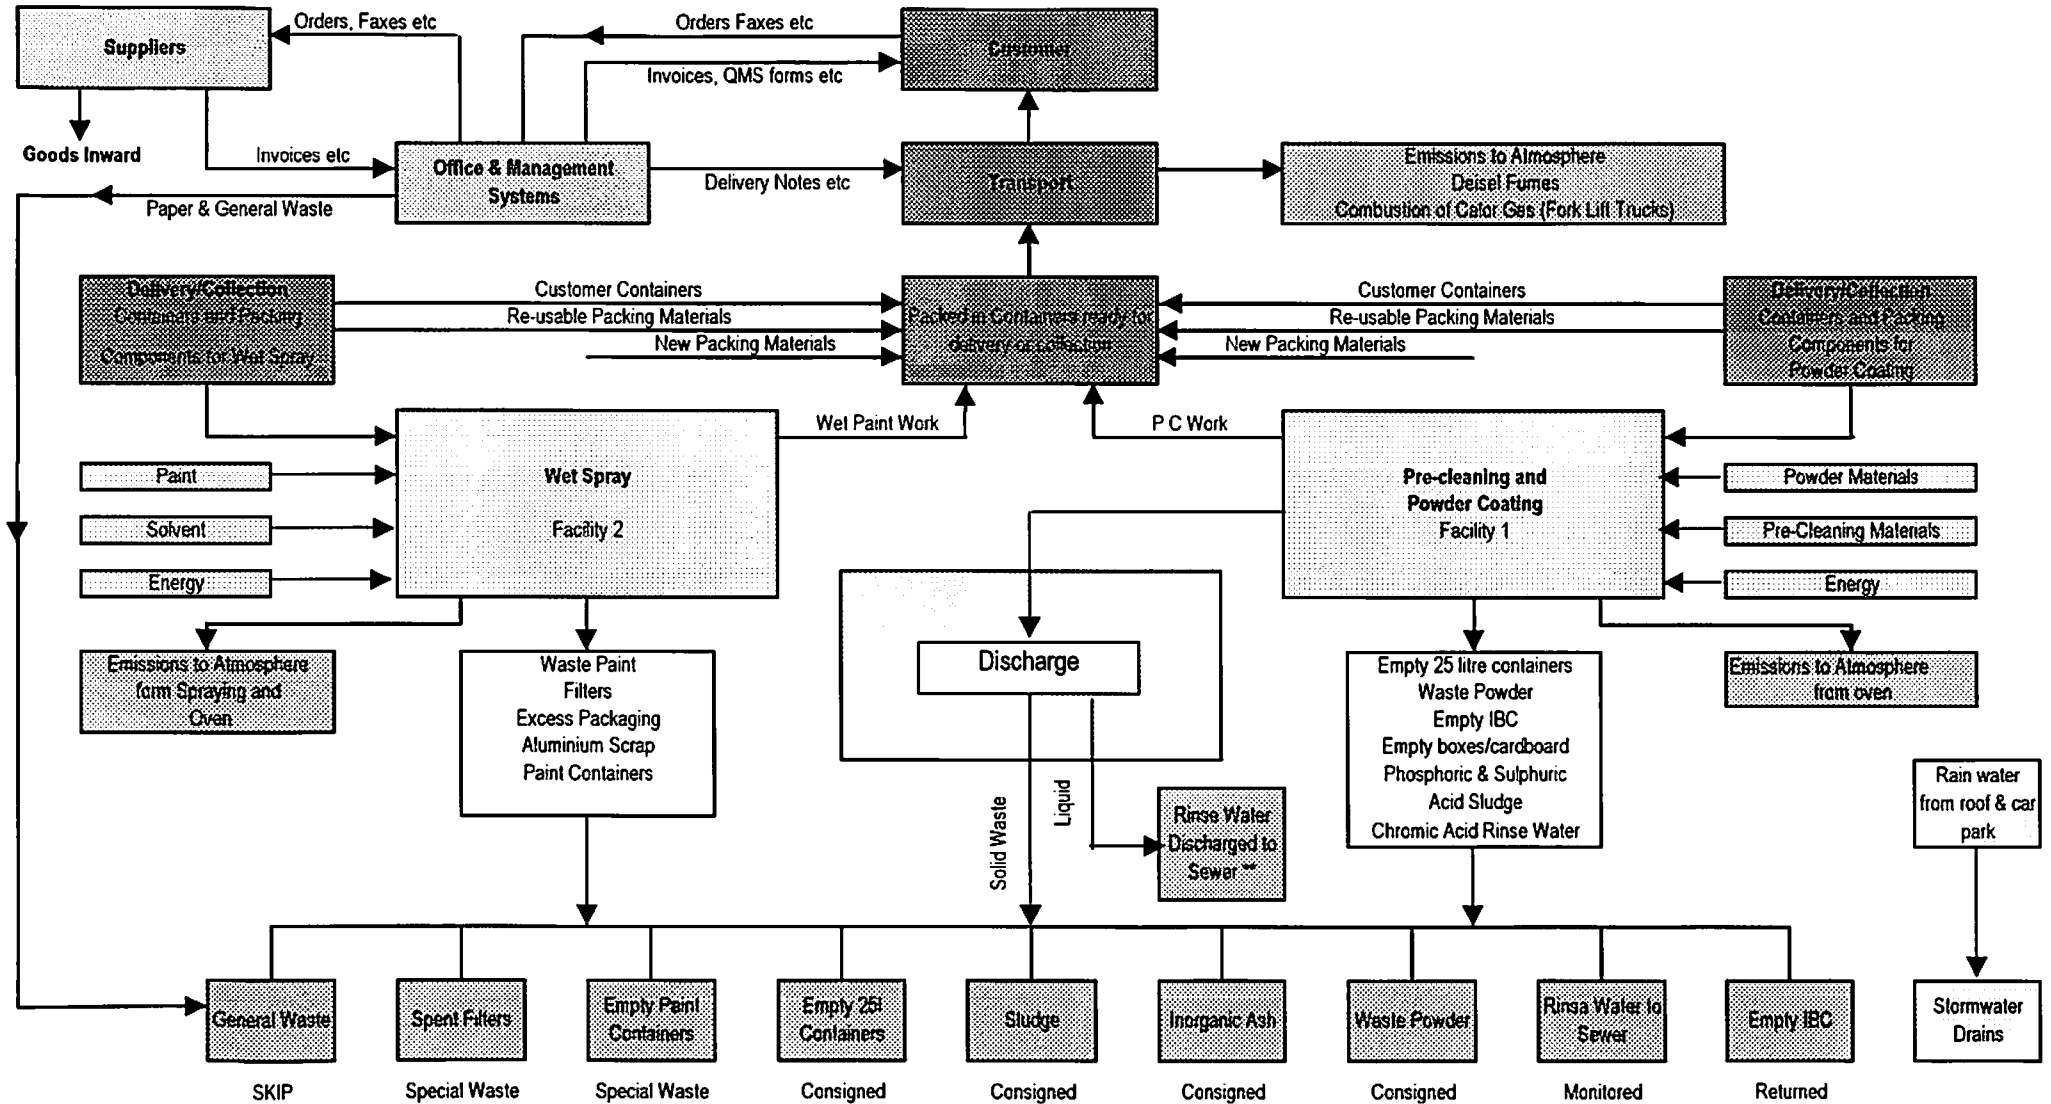 Orders, Faxes etc
Orders Faxes etc
Suppliers
Customer
Invoices, QMS forms etc
Goods Inward
Invoices etc
Office & Management
Systems
Delivery Notes etc
Transport
Emissions to Atmosphere
Deisel Fumes
Combustion of Calor Gas (Fork Lift Trucks)
Paper & General Waste
Delivery/Collection
Containers and Packing
Components for Wet Spray
Customer Containers
Re-usable Packing Materials
New Packing Materials
Packed in Containers ready for
delivery or collection
Customer Containers
Re-usable Packing Materials
New Packing Materials
Delivery/Collection
Containers and Packing
Components for
Powder Coating
Wet Paint Work
P C Work
Paint
Solvent
Energy
Wet Spray
Facility 2
Pre-cleaning and
Powder Coating
Facility 1
Powder Materials
Pre-Cleaning Materials
Energy
Emissions to Atmosphere
form Spraying and
Oven
Waste Paint
Filters
Excess Packaging
Aluminium Scrap
Paint Containers
Discharge
Empty 25 litre containers
Waste Powder
Empty IBC
Empty boxes/cardboard
Phosphoric & Sulphuric
Acid Sludge
Chromic Acid Rinse Water
Emissions to Atmosphere
from oven
Solid Waste
Liquid
Rinse Water
Discharged to
Sewer **
Rain water
from roof & car
park
General Waste
Spent Filters
Empty Paint
Containers
Empty 25l
Containers
Sludge
Inorganic Ash
Waste Powder
Rinsa Water to
Sewer
Empty IBC
Stormwater
Drains
SKIP
Special Waste
Special Waste
Consigned
Consigned
Consigned
Consigned
Monitored
Returned